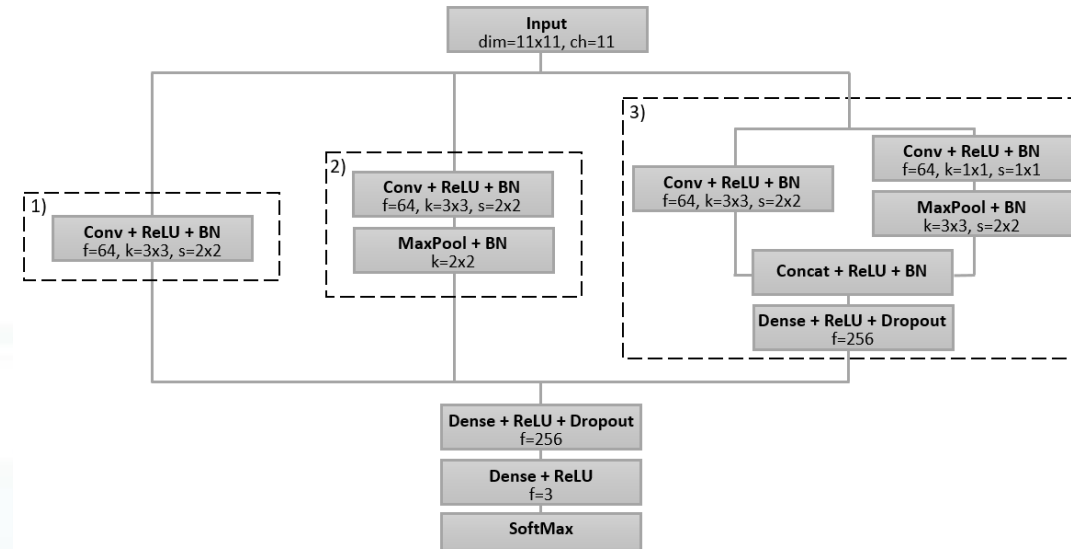 Input
dim=11x11, ch=11
1)
Conv + ReLU + BN
f=64, k=3x3, s=2x2
2)
Conv + ReLU + BN
f=64, k=3x3, s=2x2
MaxPool + BN
k=2x2
3)
Conv + ReLU + BN
f=64, k=3x3, s=2x2
Conv + ReLU + BN
f=64, k=1x1, s=1x1
MaxPool + BN
k=3x3, s=2x2
Concat + ReLU + BN
Dense + ReLU + Dropout
f=256
Dense + ReLU + Dropout
f=256
Dense + ReLU
f=3
SoftMax